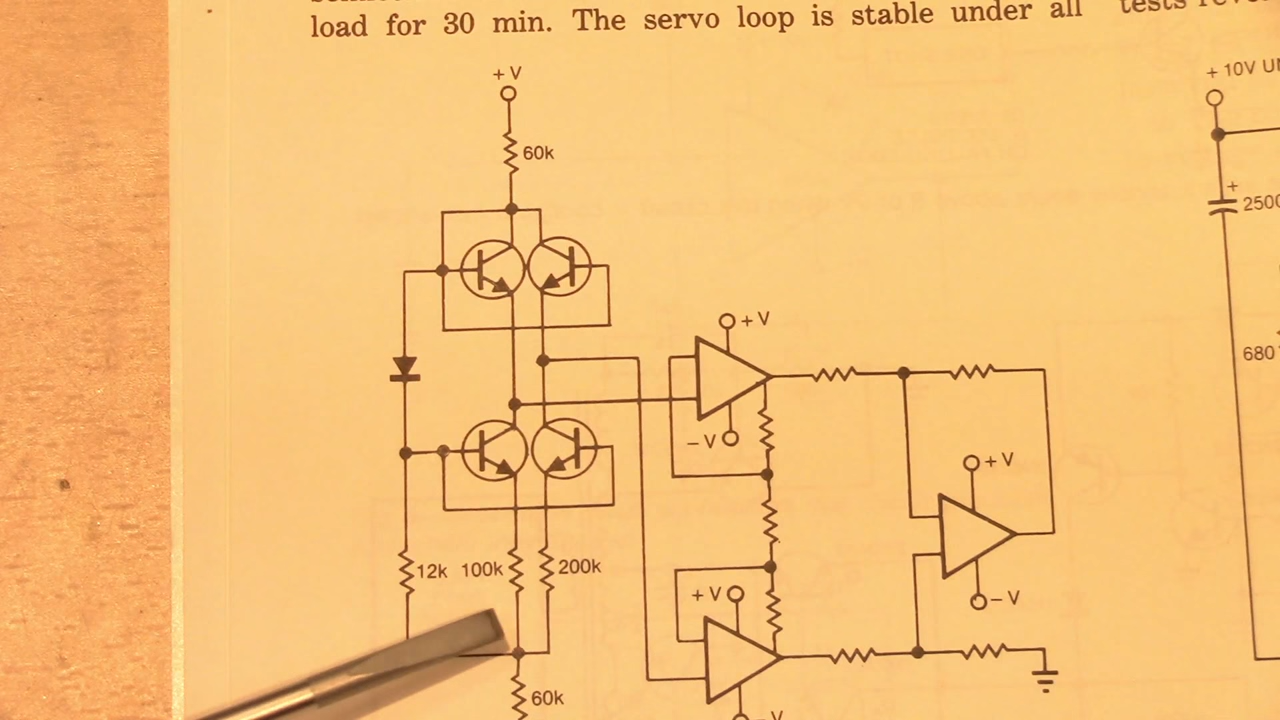 load for 30 min. The servo loop is stable under all tests
+ V
+ 10V
60k
+
2500
+ V
680
- V
+ V
12k
100k
200k
+ V
- V
60k
- V